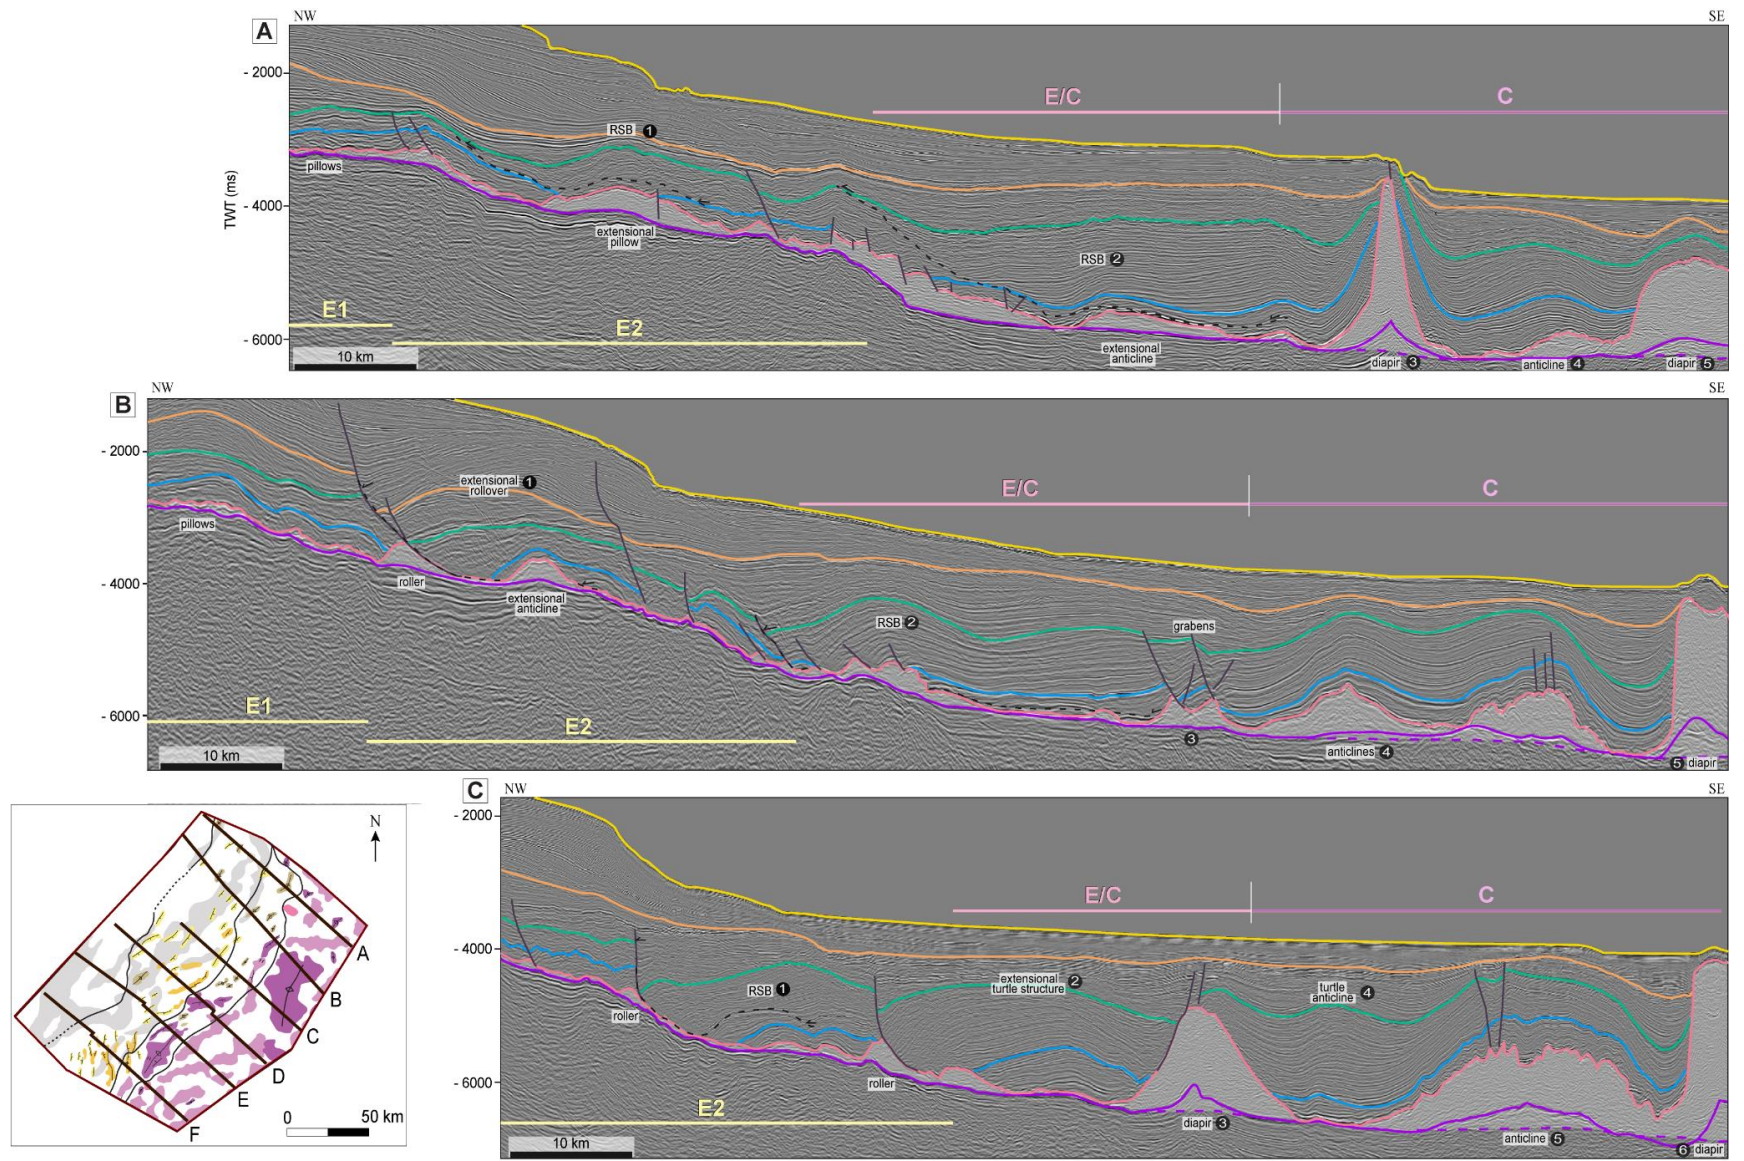 A
NW
SE
- 2000
- 4000
- 6000
TWT (ms)
E/C
C
RSB 1
pillows
extensional
pillow
RSB 2
E1
E2
10 km
extensional
anticline
diapir 3
anticline 4
diapir 5
B
NW
SE
- 2000
- 4000
- 6000
E/C
C
extensional 1
rollover
pillows
roller
extensional
anticline
RSB 2
grabens
E1
E2
10 km
3
anticlines 4
5 diapir
C
NW
SE
- 2000
- 4000
- 6000
E/C
C
RSB 1
extensional 2
turtle structure
turtle
anticline 4
roller
roller
E2
10 km
diapir 3
anticline 5
6 diapir
N
A
B
C
D
E
F
0
50 km